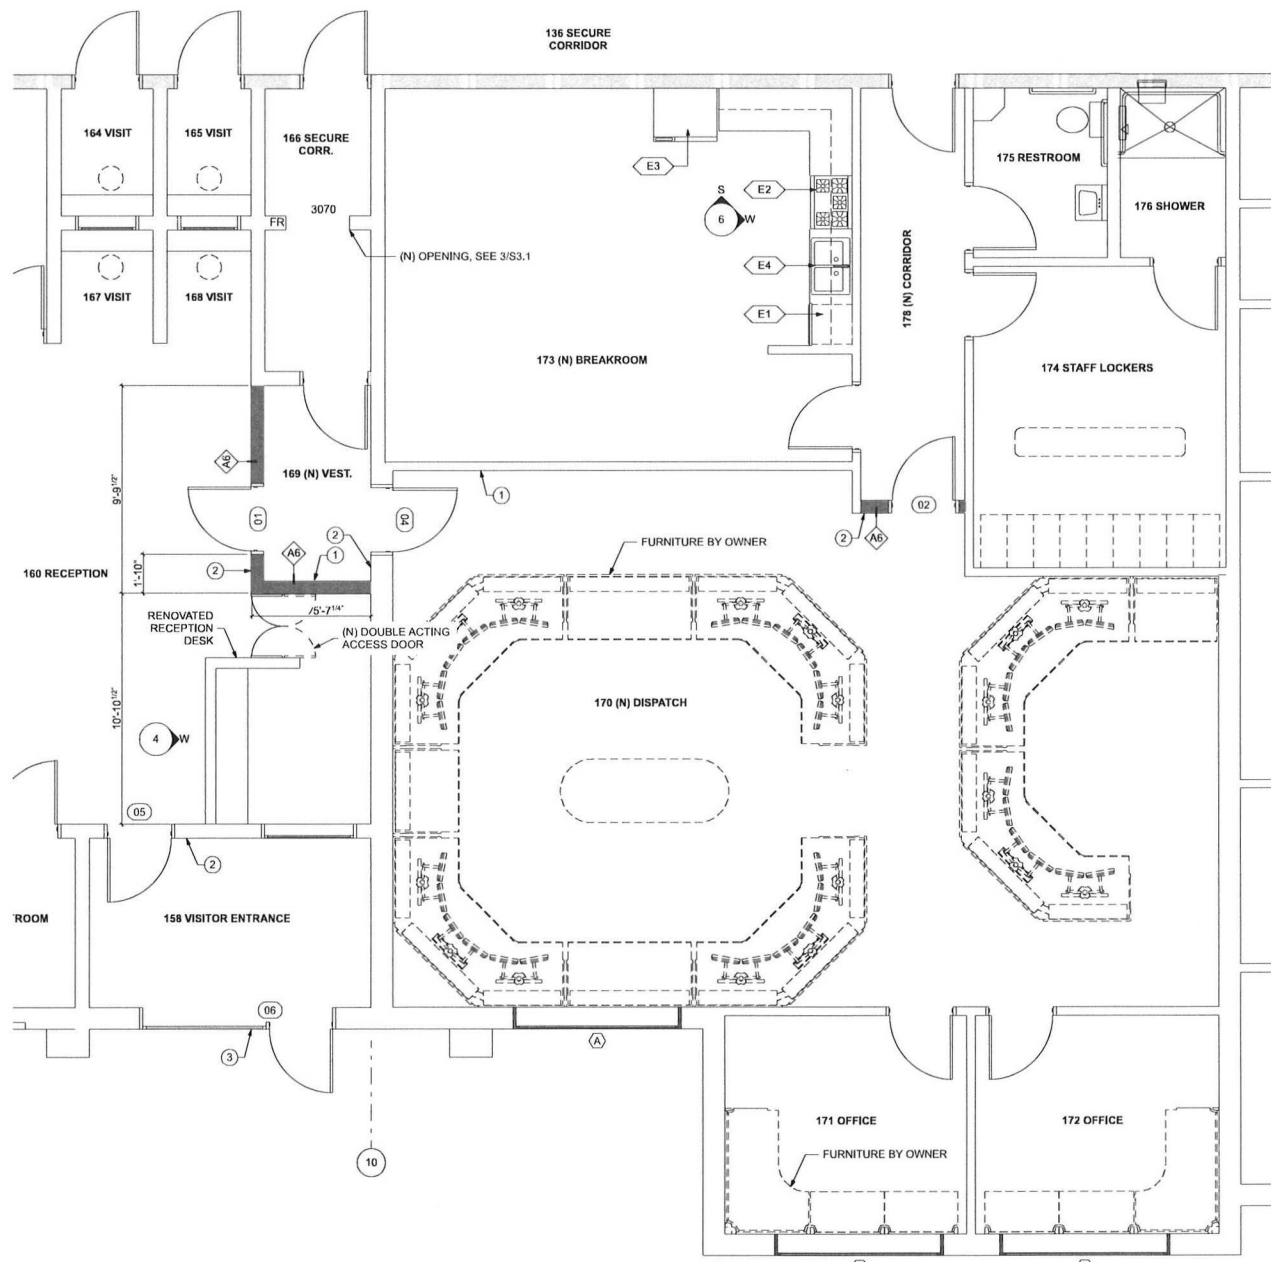 136 SECURE
CORRIDOR
164 VISIT
165 VISIT
166 SECURE
CORR.
175 RESTROOM
E3
E2
S
6
W
3070
FR
176 SHOWER
(N) OPENING, SEE 3/S3.1
E4
178 (N) CORRIDOR
167 VISIT
168 VISIT
E1
173 (N) BREAKROOM
174 STAFF LOCKERS
A6
169 (N) VEST.
9'-9 1/2"
1
01
04
02
2
2
A6
FURNITURE BY OWNER
A6
1
160 RECEPTION
2
1'-10"
5'-7 1/4"
RENOVATED
RECEPTION
DESK
(N) DOUBLE ACTING
ACCESS DOOR
10'-10 1/2"
170 (N) DISPATCH
4
W
05
2
158 VISITOR ENTRANCE
06
3
A
10
171 OFFICE
172 OFFICE
FURNITURE BY OWNER